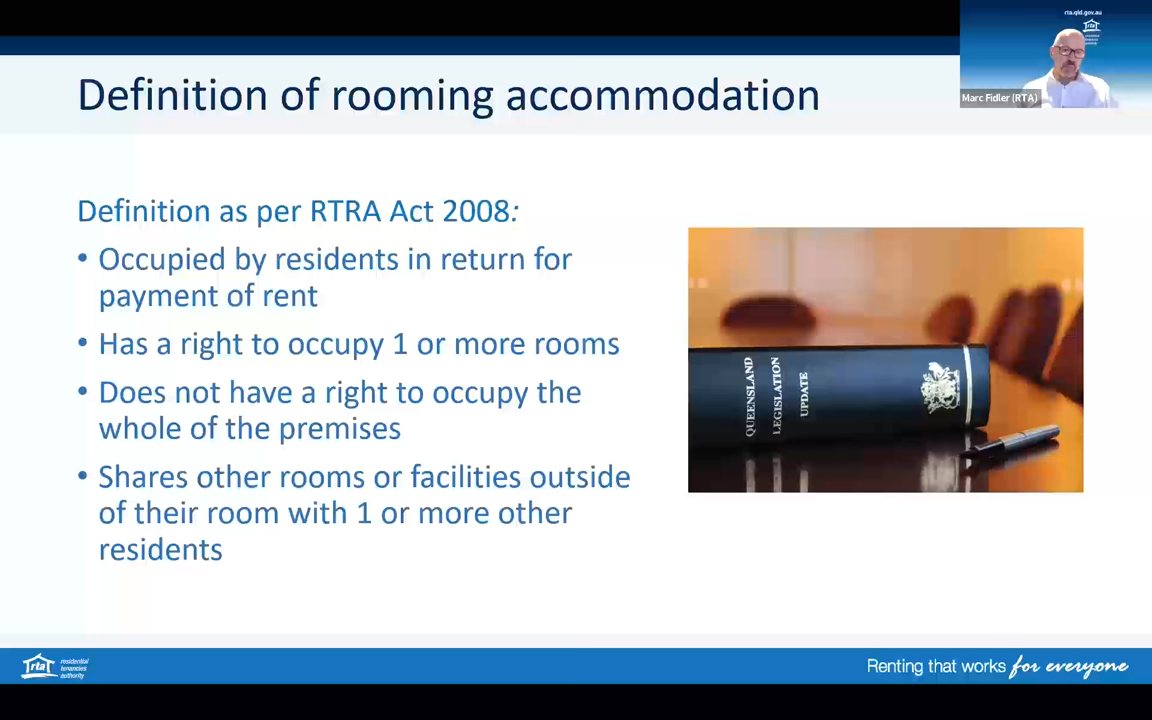 rta.qld.gov.au
rta
Marc Fidler (RTA)
Definition of rooming accommodation
Definition as per RTRA Act 2008:
• Occupied by residents in return for
payment of rent
• Has a right to occupy 1 or more rooms
• Does not have a right to occupy the
whole of the premises
• Shares other rooms or facilities outside
of their room with 1 or more other
residents
QUEENSLAND
LEGISLATION
UPDATE
rta
residential
tenancies
authority
Renting that works for everyone